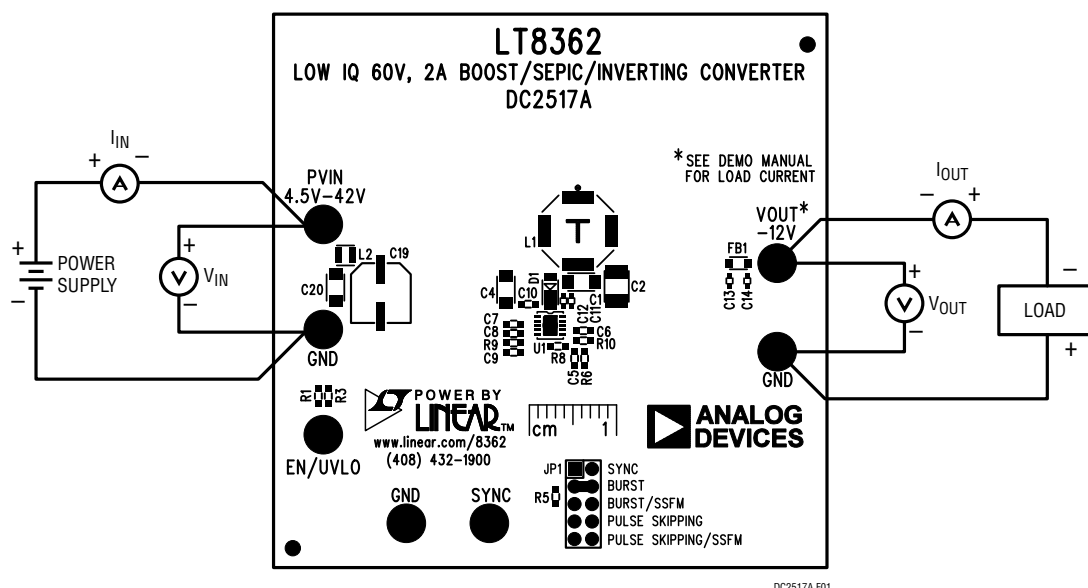 LT8362
LOW IQ 60V, 2A BOOST/SEPIC/INVERTING CONVERTER
DC2517A
IIN
+ A −
PVIN
4.5V–42V
+
POWER
SUPPLY
−
+
V
VIN
−
GND
L2
C19
C20
R1
R3
EN/UVLO
*SEE DEMO MANUAL
FOR LOAD CURRENT
IOUT
− A +
VOUT*
-12V
FB1
C13
C14
+
V
VOUT
−
−
LOAD
+
GND
L1
T
D1
C4
C10
C1
C2
C12
C11
C7
C8
R9
C9
U1
C6
R10
R8
C5
R6
POWER BY
LINEAR TM
www.linear.com/8362
(408) 432-1900
cm 1
ANALOG
DEVICES
GND
SYNC
JP1
SYNC
BURST
R5
BURST/SSFM
PULSE SKIPPING
PULSE SKIPPING/SSFM
DC2517A F01